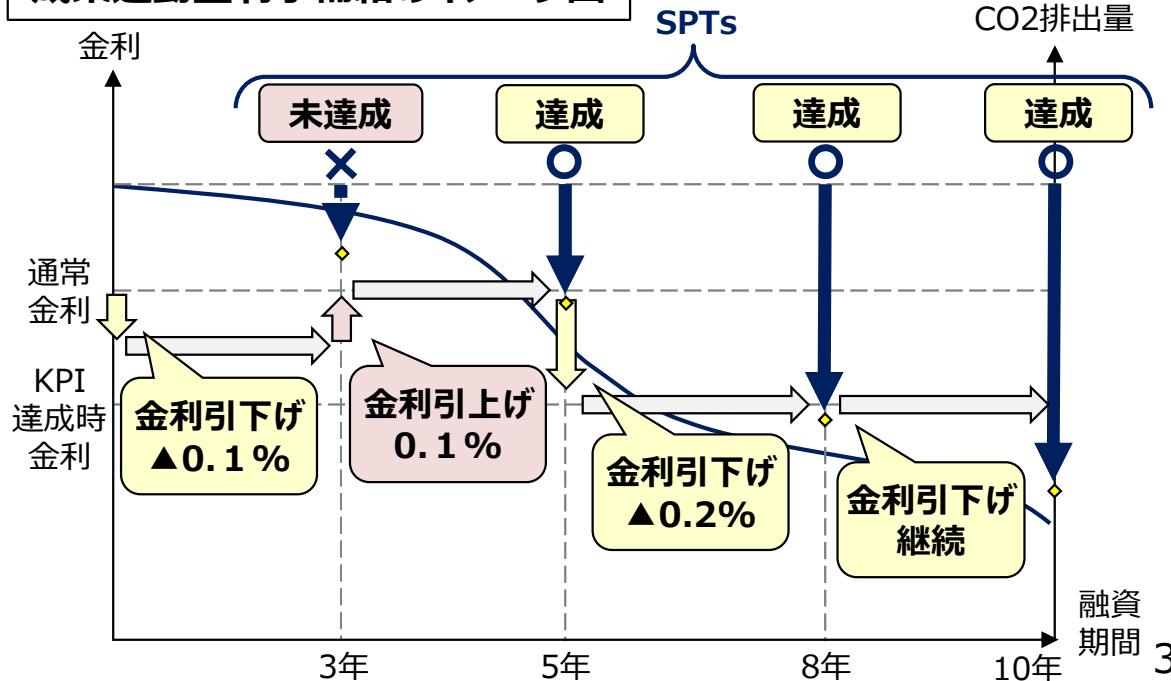 SPTs
CO2排出量
金利
未達成
達成
達成
達成
通常
金利
KPI
達成時
金利
金利引下げ
▲0.1%
金利引上げ
0.1%
金利引下げ
▲0.2%
金利引下げ
継続
融資
期間
3年
5年
8年
10年
3